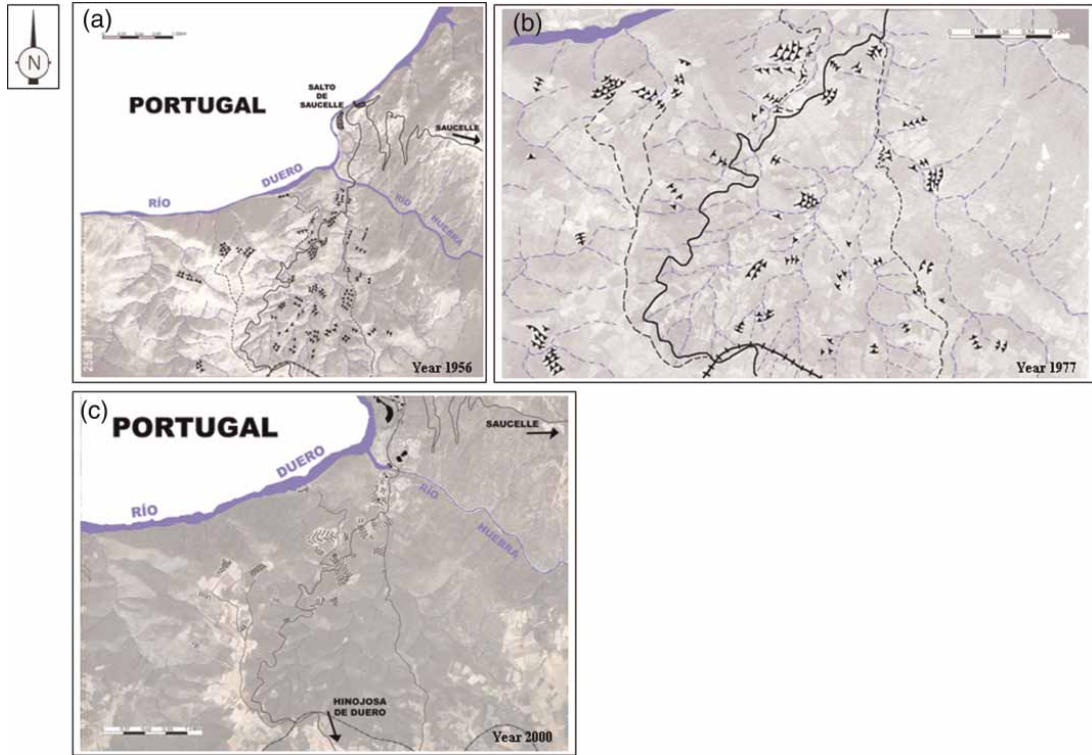 N
(a)
PORTUGAL
SALTO
DE
SAUCELLE
SAUCELLE
RÍO
DUERO
RÍO
HUEBRA
Year 1956
(b)
Year 1977
(c)
PORTUGAL
SAUCELLE
DUERO
RÍO
RÍO
HUEBRA
HINOJOSA
DE DUERO
Year 2000